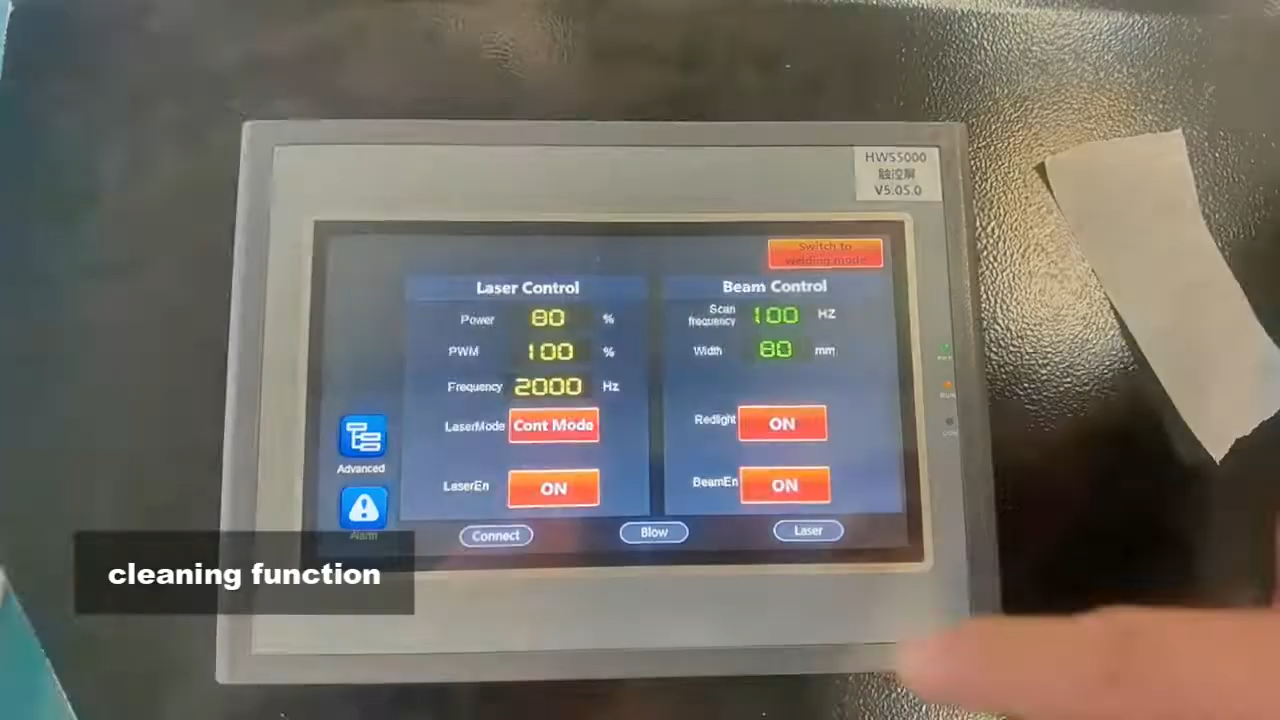 HWS5000
触控屏
V5.05.0
Switch to
welding mode
Laser Control
Power 80 %
PWM 100 %
Frequency 2000 Hz
LaserMode Cont Mode
LaserEn ON
Beam Control
Scan
frequency 100 HZ
Width 80 mm
Redlight ON
BeamEn ON
Advanced
Alarm
Connect
Blow
Laser
cleaning function